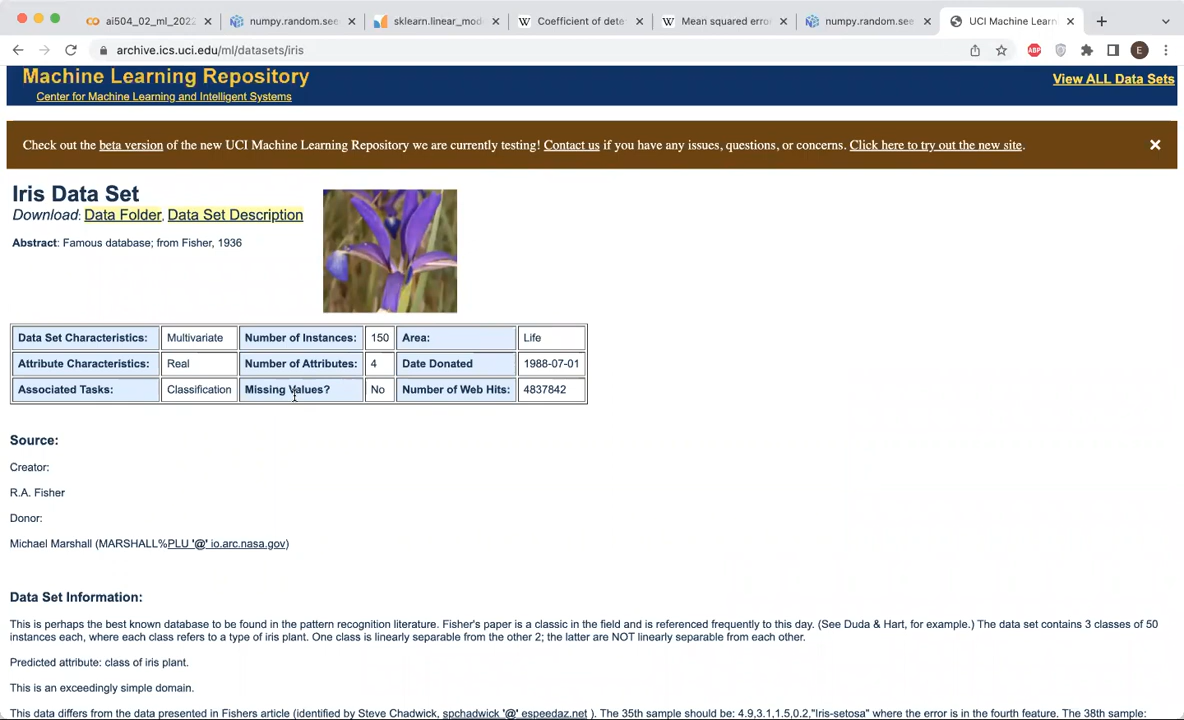 ai504_02_ml_2022 numpy.random.see sklearn.linear_mod Coefficient of dete Mean squared erro numpy.random.see UCI Machine Learn
archive.ics.uci.edu/ml/datasets/iris ABP E
Machine Learning Repository
Center for Machine Learning and Intelligent Systems
View ALL Data Sets
Check out the beta version of the new UCI Machine Learning Repository we are currently testing! Contact us if you have any issues, questions, or concerns. Click here to try out the new site.
Iris Data Set
Download: Data Folder, Data Set Description
Abstract: Famous database; from Fisher, 1936
Data Set Characteristics: Multivariate Number of Instances: 150 Area: Life
Attribute Characteristics: Real Number of Attributes: 4 Date Donated 1988-07-01
Associated Tasks: Classification Missing Values? No Number of Web Hits: 4837842
Source:
Creator:
R.A. Fisher
Donor:
Michael Marshall (MARSHALL%PLU '@' io.arc.nasa.gov)
Data Set Information:
This is perhaps the best known database to be found in the pattern recognition literature. Fisher's paper is a classic in the field and is referenced frequently to this day. (See Duda & Hart, for example.) The data set contains 3 classes of 50
instances each, where each class refers to a type of iris plant. One class is linearly separable from the other 2; the latter are NOT linearly separable from each other.
Predicted attribute: class of iris plant.
This is an exceedingly simple domain.
This data differs from the data presented in Fishers article (identified by Steve Chadwick, spchadwick '@' espeedaz.net ). The 35th sample should be: 4.9,3.1,1.5,0.2,"Iris-setosa" where the error is in the fourth feature. The 38th sample: